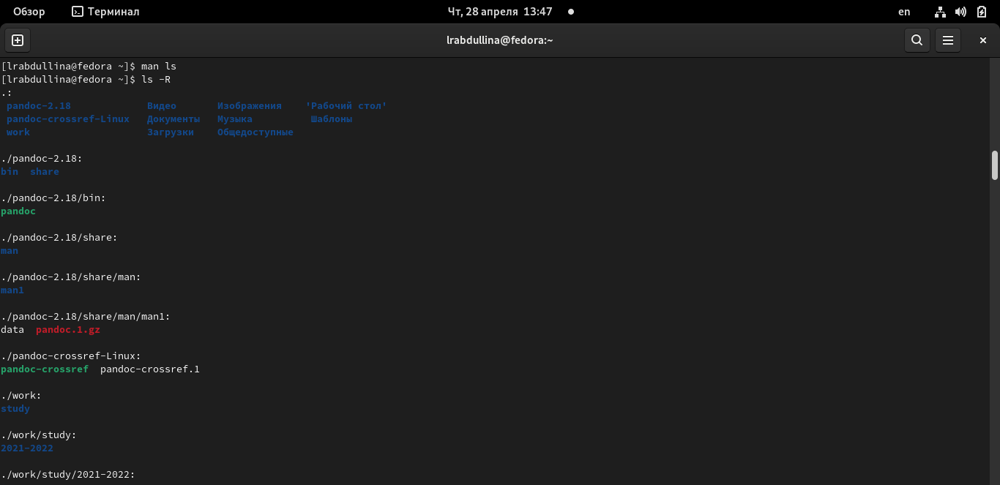 Обзор Терминал Чт, 28 апреля 13:47 en
lrabdullina@fedora:~
[lrabdullina@fedora ~]$ man ls
[lrabdullina@fedora ~]$ ls -R
.:
pandoc-2.18 Видео Изображения 'Рабочий стол'
pandoc-crossref-Linux Документы Музыка Шаблоны
work Загрузки Общедоступные
./pandoc-2.18:
bin share
./pandoc-2.18/bin:
pandoc
./pandoc-2.18/share:
man
./pandoc-2.18/share/man:
man1
./pandoc-2.18/share/man/man1:
data pandoc.1.gz
./pandoc-crossref-Linux:
pandoc-crossref pandoc-crossref.1
./work:
study
./work/study:
2021-2022
./work/study/2021-2022: